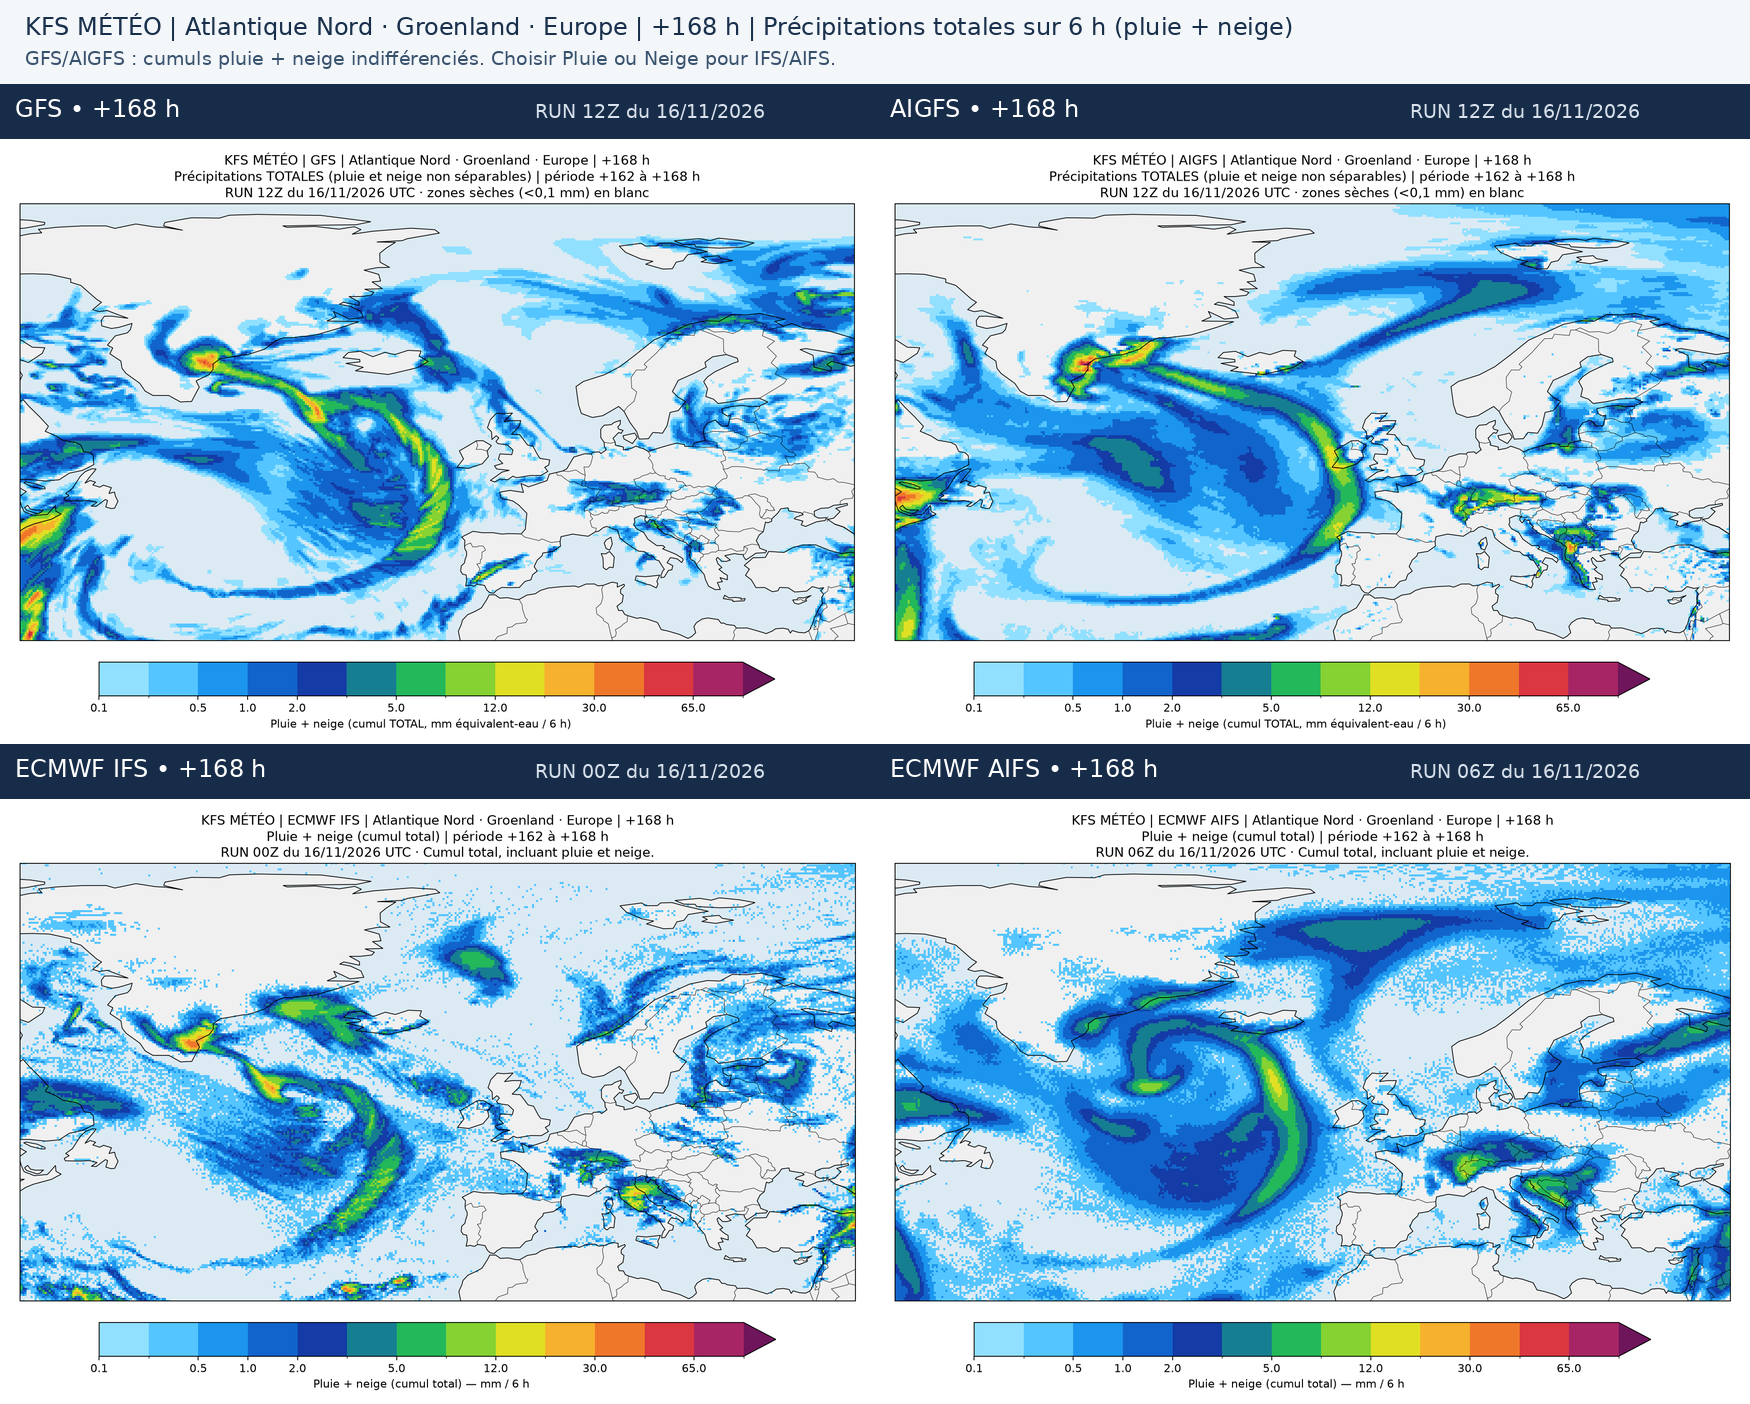 KFS MÉTÉO | Atlantique Nord · Groenland · Europe | +168 h | Précipitations totales sur 6 h (pluie + neige)
GFS/AIGFS : cumuls pluie + neige indifférenciés. Choisir Pluie ou Neige pour IFS/AIFS.
GFS • +168 h
RUN 12Z du 16/11/2026
AIGFS • +168 h
RUN 12Z du 16/11/2026
KFS MÉTÉO | GFS | Atlantique Nord · Groenland · Europe | +168 h
Précipitations TOTALES (pluie et neige non séparables) | période +162 à +168 h
RUN 12Z du 16/11/2026 UTC · zones sèches (<0,1 mm) en blanc
KFS MÉTÉO | AIGFS | Atlantique Nord · Groenland · Europe | +168 h
Précipitations TOTALES (pluie et neige non séparables) | période +162 à +168 h
RUN 12Z du 16/11/2026 UTC · zones sèches (<0,1 mm) en blanc
0.1 0.5 1.0 2.0 5.0 12.0 30.0 65.0
Pluie + neige (cumul TOTAL, mm équivalent-eau / 6 h)
0.1 0.5 1.0 2.0 5.0 12.0 30.0 65.0
Pluie + neige (cumul TOTAL, mm équivalent-eau / 6 h)
ECMWF IFS • +168 h
RUN 00Z du 16/11/2026
ECMWF AIFS • +168 h
RUN 06Z du 16/11/2026
KFS MÉTÉO | ECMWF IFS | Atlantique Nord · Groenland · Europe | +168 h
Pluie + neige (cumul total) | période +162 à +168 h
RUN 00Z du 16/11/2026 UTC · Cumul total, incluant pluie et neige.
KFS MÉTÉO | ECMWF AIFS | Atlantique Nord · Groenland · Europe | +168 h
Pluie + neige (cumul total) | période +162 à +168 h
RUN 06Z du 16/11/2026 UTC · Cumul total, incluant pluie et neige.
0.1 0.5 1.0 2.0 5.0 12.0 30.0 65.0
Pluie + neige (cumul total) — mm / 6 h
0.1 0.5 1.0 2.0 5.0 12.0 30.0 65.0
Pluie + neige (cumul total) — mm / 6 h